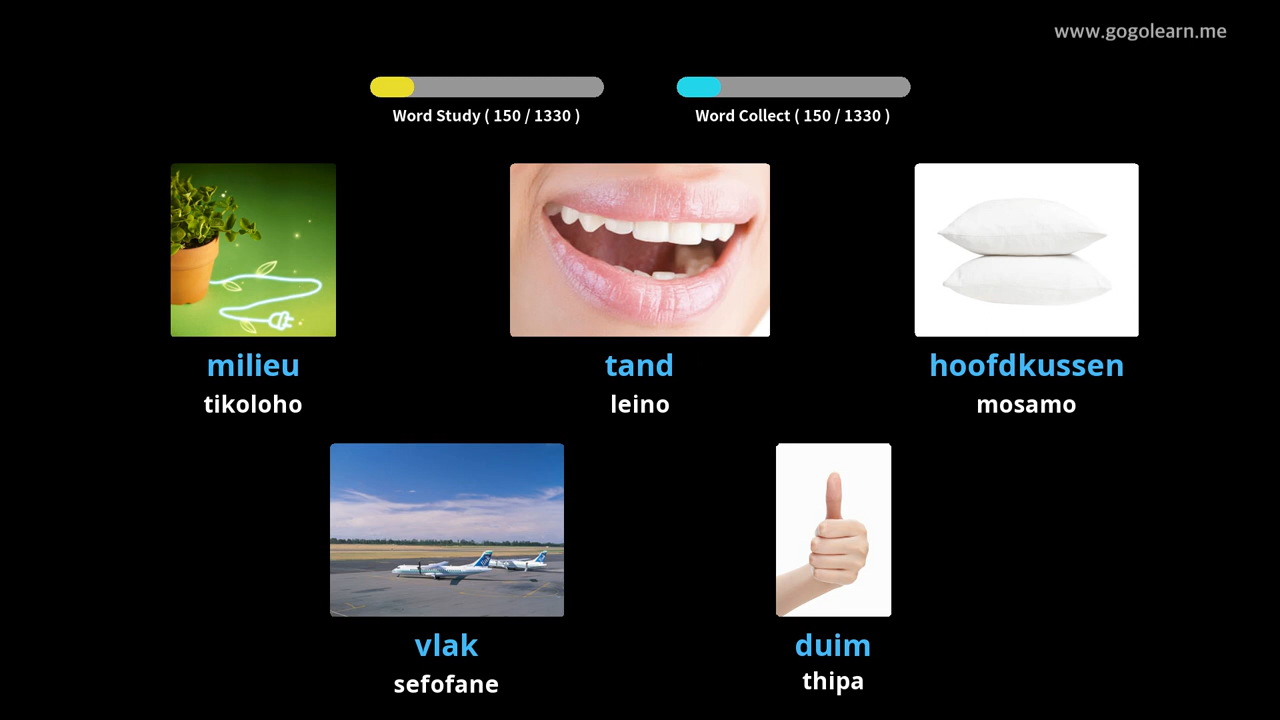 www.gogolearn.me
Word Study ( 150 / 1330 )
Word Collect ( 150 / 1330 )
milieu
tikoloho
tand
leino
hoofdkussen
mosamo
vlak
sefofane
duim
thipa